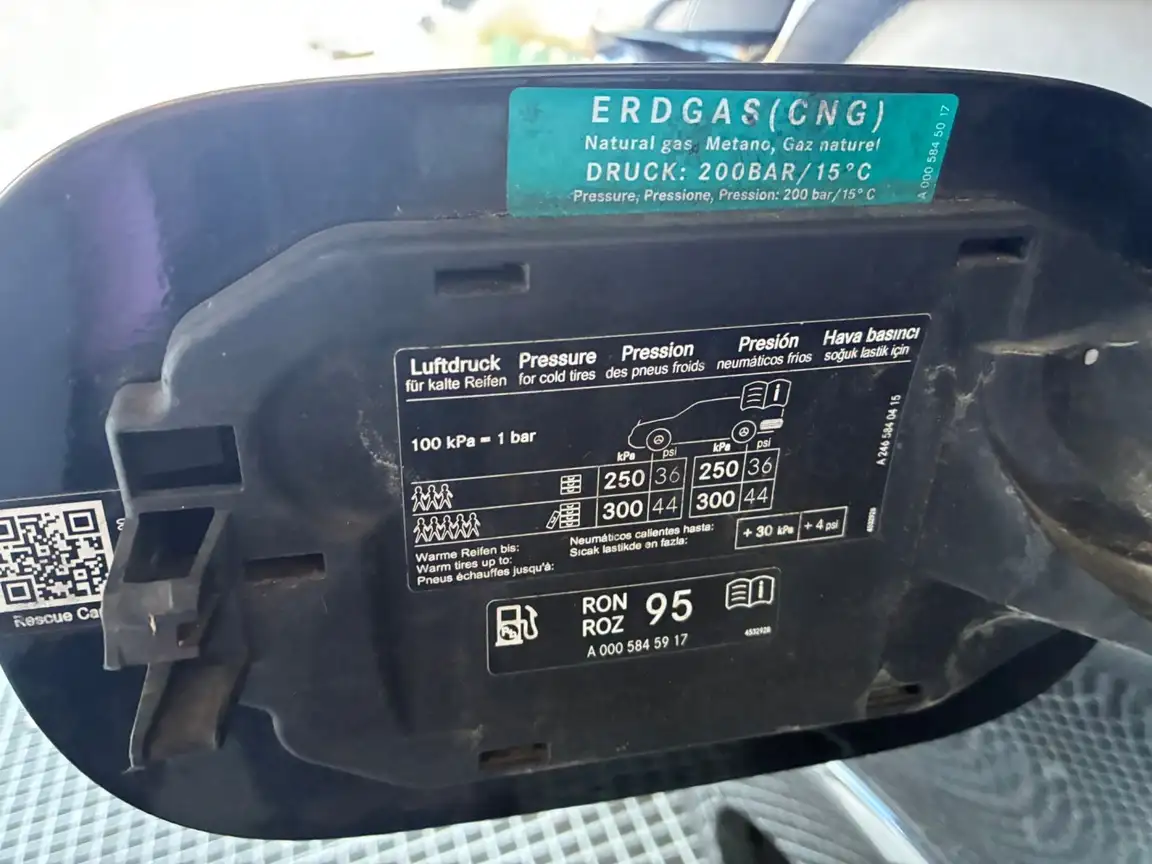 ERDGAS(CNG)
Natural gas, Metano, Gaz naturel
DRUCK: 200BAR/15°C
Pressure, Pressione, Pression: 200 bar/15° C
A 000 584 50 17
Luftdruck
für kalte Reifen
Pressure
for cold tires
Pression
des pneus froids
Presión
neumáticos frios
Hava basıncı
soğuk lastik için
100 kPa = 1 bar
i
kPa psi kPa psi
250 36 250 36
300 44 300 44
Warme Reifen bis:
Warm tires up to:
Pneus échauffes jusqu'à:
Neumáticos calientes hasta:
Sicak lastikde en fazla:
+ 30 kPa + 4 psi
A 246 584 04 15
RON
ROZ
95
i
A 000 584 59 17
Rescue